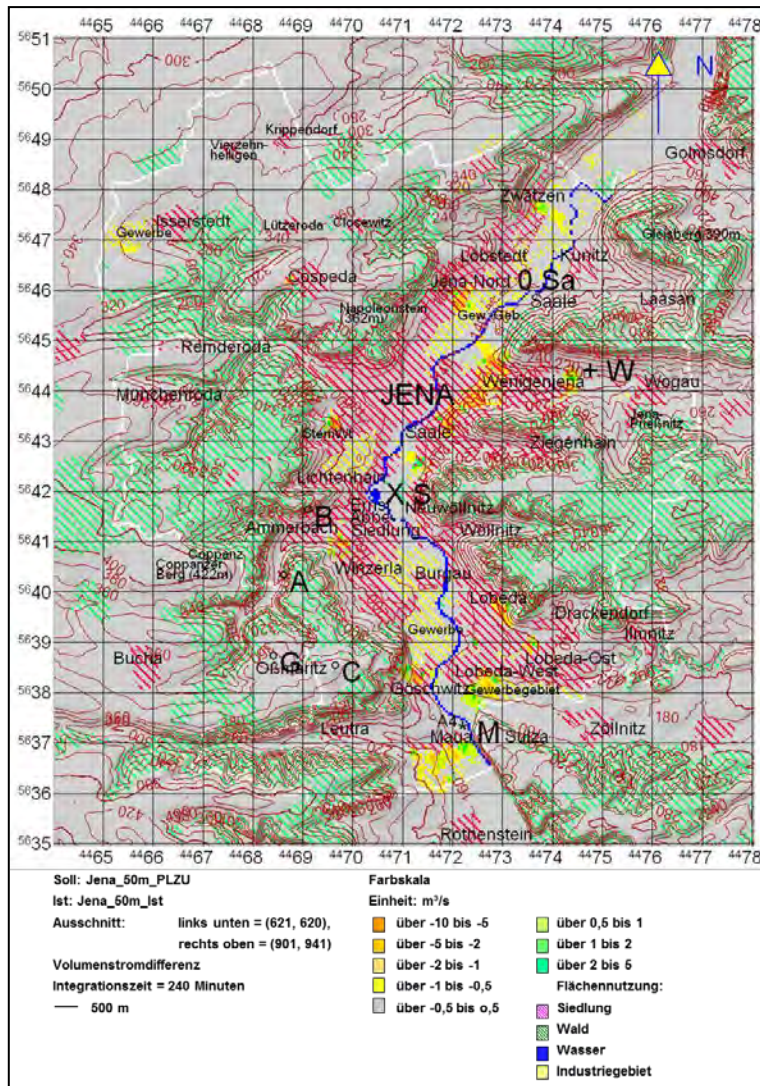 4465 4466 4467 4468 4469 4470 4471 4472 4473 4474 4475 4476 4477 4478
5651
N
5650
Krippendorf
Vierzehn-
heiligen
5649
Golmsdorf
5648
Zwätzen
Isserstedt
Lützeroda Closewitz
Gewerbe
5647
Löbstedt
Kunitz
Gleisberg 390m
Cospeda
Jena-Nord 0 Sa
5646
Saale
Laasan
Napoleonstein
362m)
Gew. Geb.
5645
Remderoda
Münchenroda
JENA
Wenigenjena + W
Wogau
5644
Jena-
Prießnitz
Steinwt
Saale
Ziegenhain
5643
Lichtenhain
5642
X S
Neuwöllnitz
Ernst
Abbe
Siedlung
B
Ammerbach
Wöllnitz
5641
Coppanz
Coppanzer
Berg (422m)
Winzerla
Burgau
A
5640
Lobeda
Drackendorf
Ilmnitz
Gewerbe
5639
Bucha
G
Oßmaritz
C
Lobeda-Ost
Lobeda-West
Göschwitz
Gewerbegebiet
5638
Leutra
A4
M
Maua
Sulza
Zöllnitz
5637
5636
Rothenstein
5635
4465 4466 4467 4468 4469 4470 4471 4472 4473 4474 4475 4476 4477 4478
Soll: Jena_50m_PLZU
Ist: Jena_50m_Ist
Ausschnitt: links unten = (621, 620),
rechts oben = (901, 941)
Volumenstromdifferenz
Integrationszeit = 240 Minuten
500 m
Farbskala
Einheit: m³/s
über -10 bis -5
über -5 bis -2
über -2 bis -1
über -1 bis -0,5
über -0,5 bis o,5
über 0,5 bis 1
über 1 bis 2
über 2 bis 5
Flächennutzung:
Siedlung
Wald
Wasser
Industriegebiet